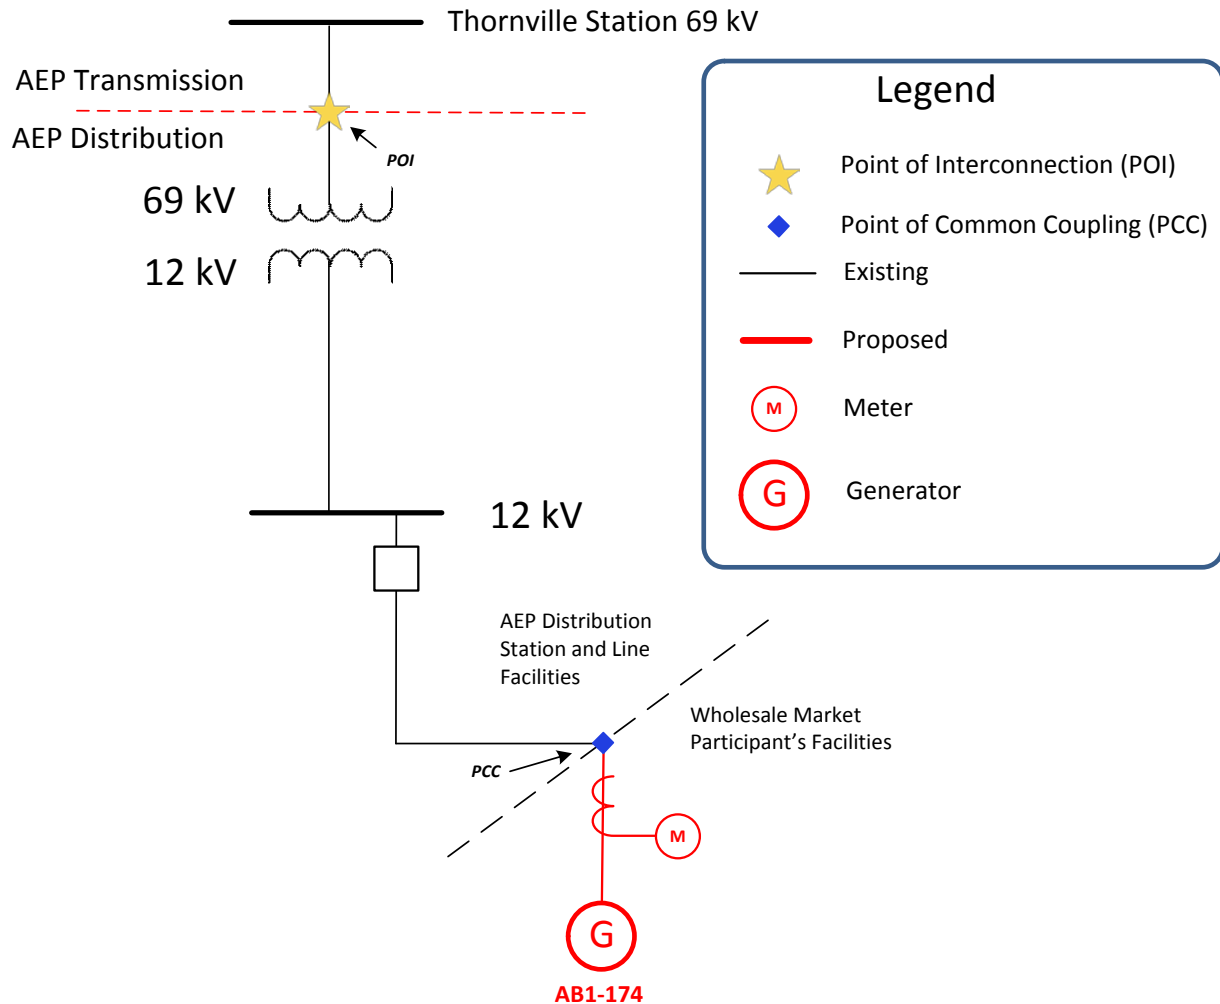 Thornville Station 69 kV
AEP Transmission
AEP Distribution
POI
69 kV
12 kV
12 kV
AEP Distribution
Station and Line
Facilities
Wholesale Market
Participant's Facilities
PCC
M
G
AB1-174
Legend
Point of Interconnection (POI)
Point of Common Coupling (PCC)
Existing
Proposed
M
Meter
G
Generator